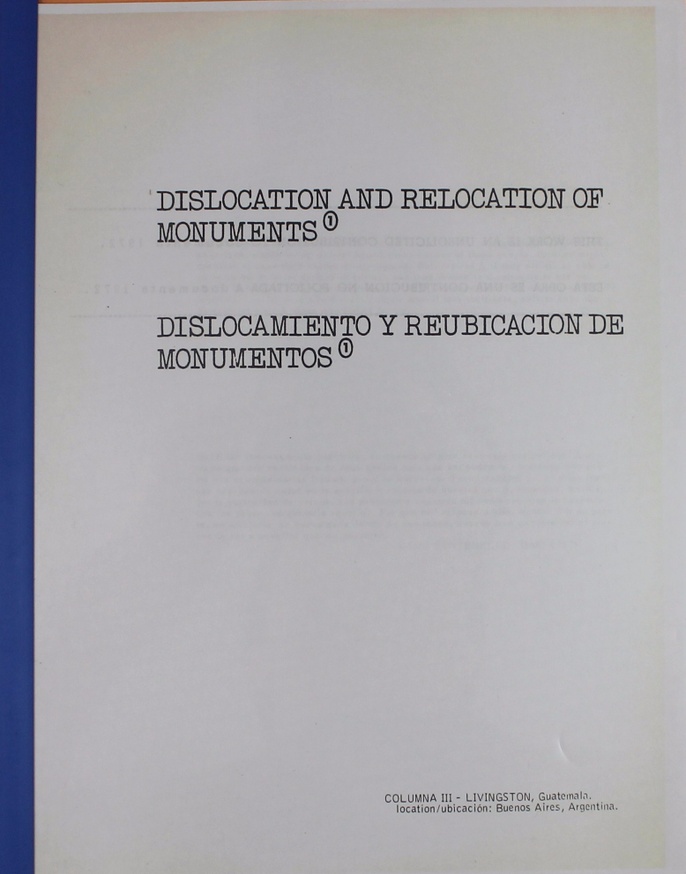 DISLOCATION AND RELOCATION OF
MONUMENTS ①
DISLOCAMIENTO Y REUBICACION DE
MONUMENTOS ①
COLUMNA III - LIVINGSTON, Guatemala.
location/ubicación: Buenos Aires, Argentina.